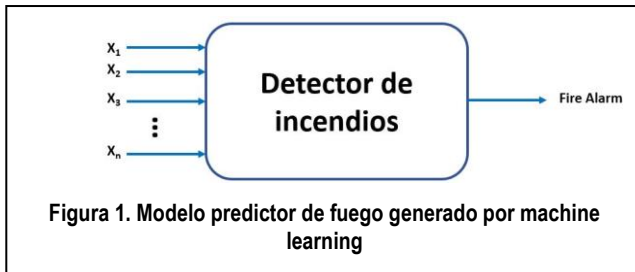 X1
X2
X3
⋮
Xn
Detector de
incendios
Fire Alarm
Figura 1. Modelo predictor de fuego generado por machine
learning